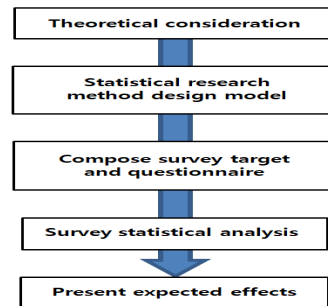 Theoretical consideration
Statistical research
method design model
Compose survey target
and questionnaire
Survey statistical analysis
Present expected effects